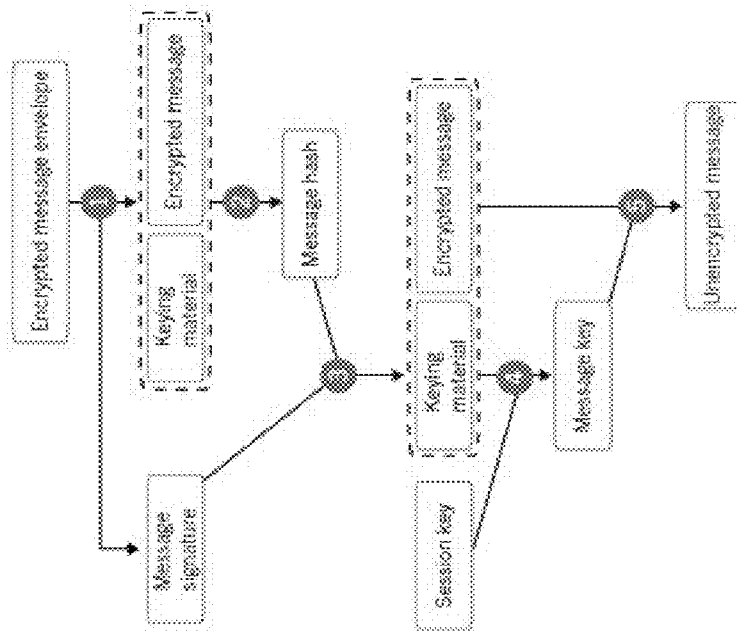 Encrypted message envelope
Message
signature
Keying
material
Encrypted message
Message hash
Session key
Keying
material
Encrypted message
Message key
Unencrypted message